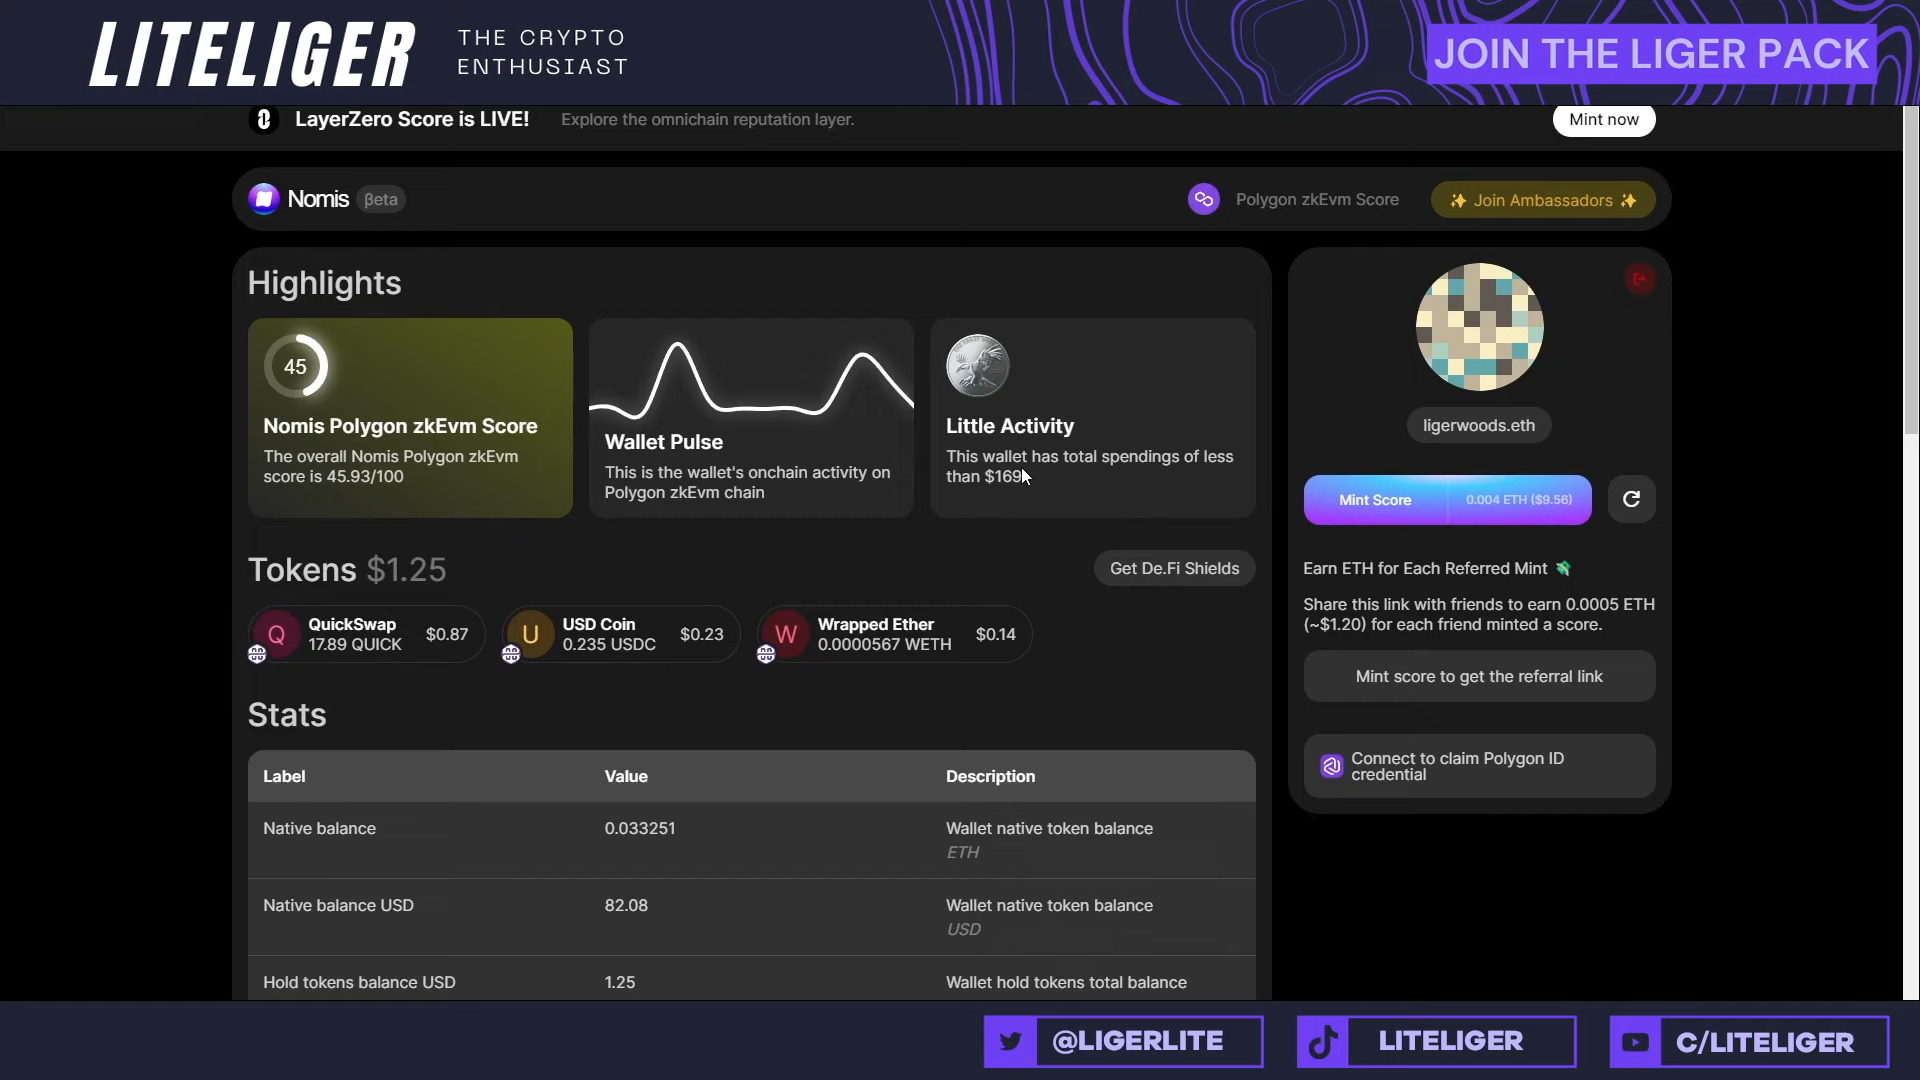 LITELIGER
THE CRYPTO
ENTHUSIAST
JOIN THE LIGER PACK
LayerZero Score is LIVE!
Explore the omnichain reputation layer.
Mint now
Nomis
βeta
Polygon zkEvm Score
✨ Join Ambassadors ✨
Highlights
45
Nomis Polygon zkEvm Score
The overall Nomis Polygon zkEvm
score is 45.93/100
Wallet Pulse
This is the wallet's onchain activity on
Polygon zkEvm chain
Little Activity
This wallet has total spendings of less
than $169
ligerwoods.eth
Mint Score
0.004 ETH ($9.56)
Earn ETH for Each Referred Mint 💸
Share this link with friends to earn 0.0005 ETH
(~$1.20) for each friend minted a score.
Mint score to get the referral link
Connect to claim Polygon ID
credential
Tokens $1.25
Get De.Fi Shields
Q
QuickSwap
17.89 QUICK
$0.87
U
USD Coin
0.235 USDC
$0.23
W
Wrapped Ether
0.0000567 WETH
$0.14
Stats
Label Value Description
Native balance 0.033251 Wallet native token balance
ETH
Native balance USD 82.08 Wallet native token balance
USD
Hold tokens balance USD 1.25 Wallet hold tokens total balance
@LIGERLITE
LITELIGER
C/LITELIGER